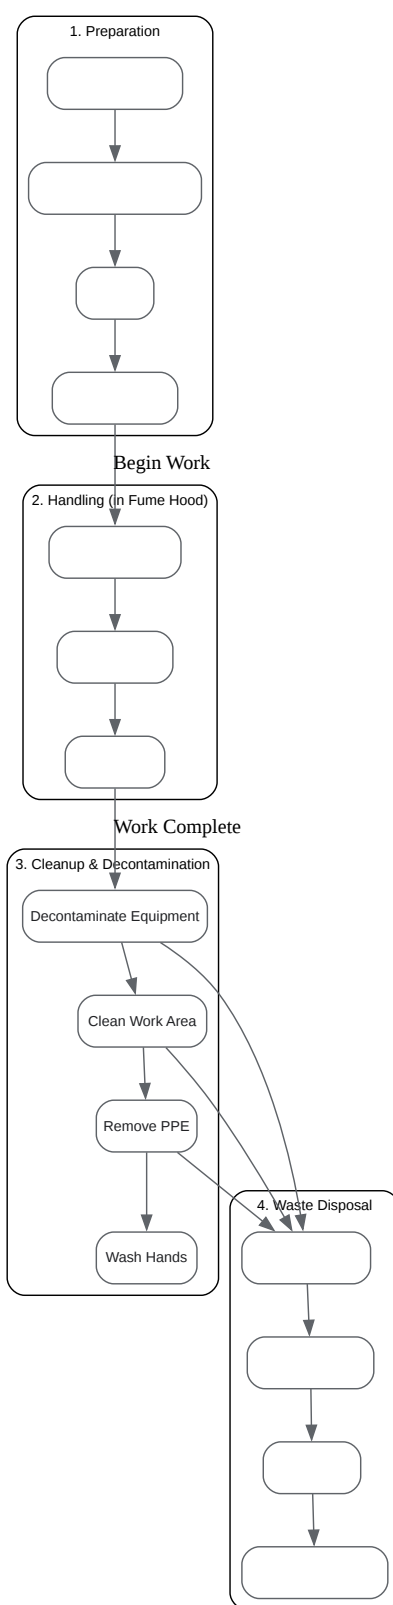 1. Preparation
Begin Work
2. Handling (in Fume Hood)
Work Complete
3. Cleanup & Decontamination
Decontaminate Equipment
Clean Work Area
Remove PPE
4. Waste Disposal
Wash Hands